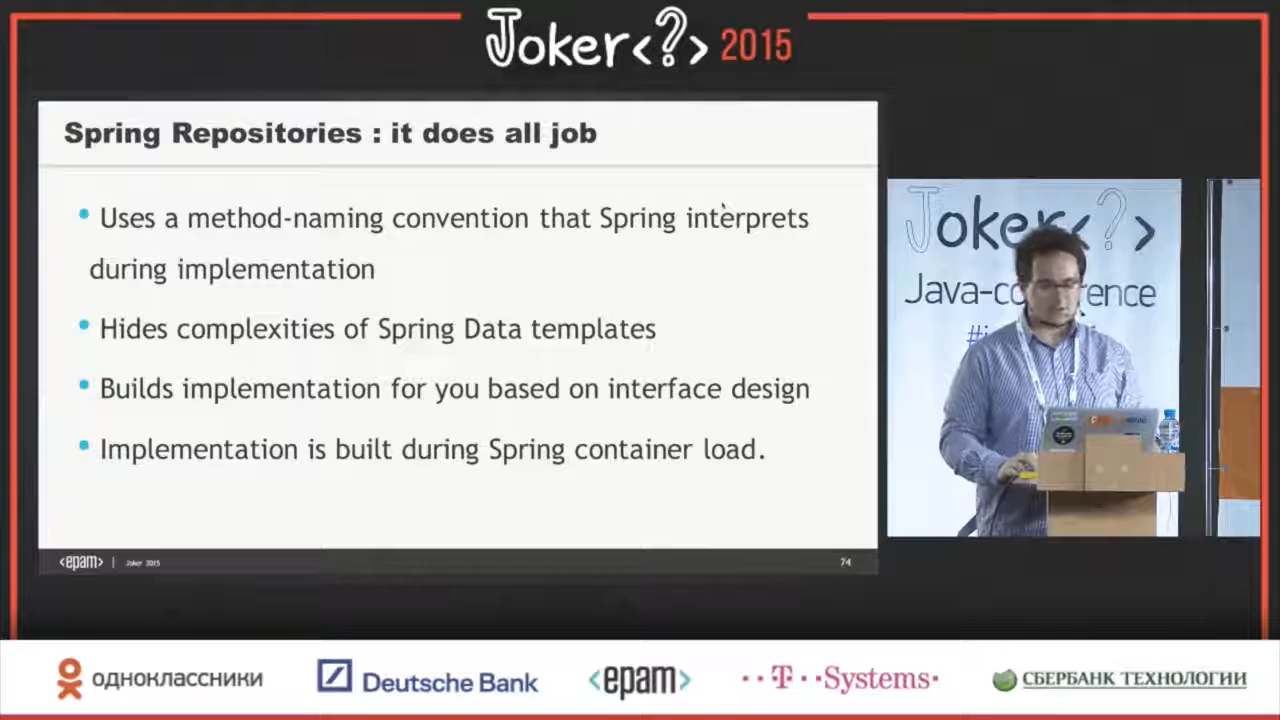 Joker<?> 2015
Spring Repositories : it does all job
• Uses a method-naming convention that Spring interprets
during implementation
• Hides complexities of Spring Data templates
• Builds implementation for you based on interface design
• Implementation is built during Spring container load.
<epam> | Joker 2015
74
Joker<?>
Java-conference
одноклассники
Deutsche Bank
<epam>
T Systems
СБЕРБАНК ТЕХНОЛОГИИ